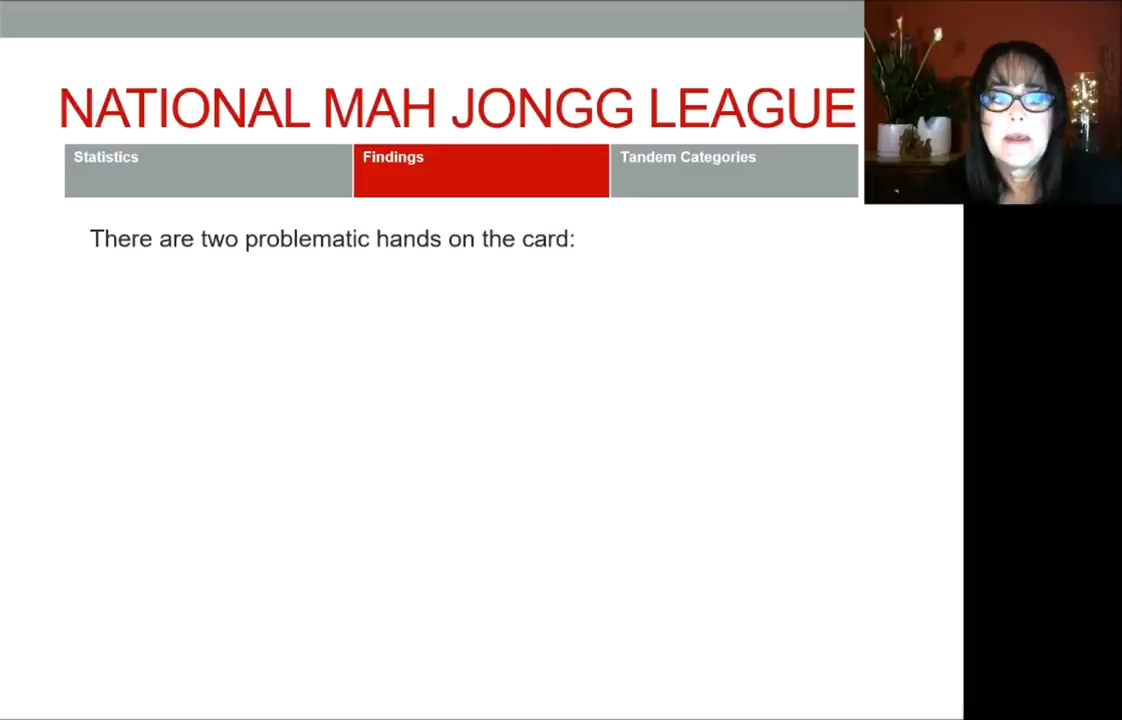 NATIONAL MAH JONGG LEAGUE
Statistics
Findings
Tandem Categories
There are two problematic hands on the card: